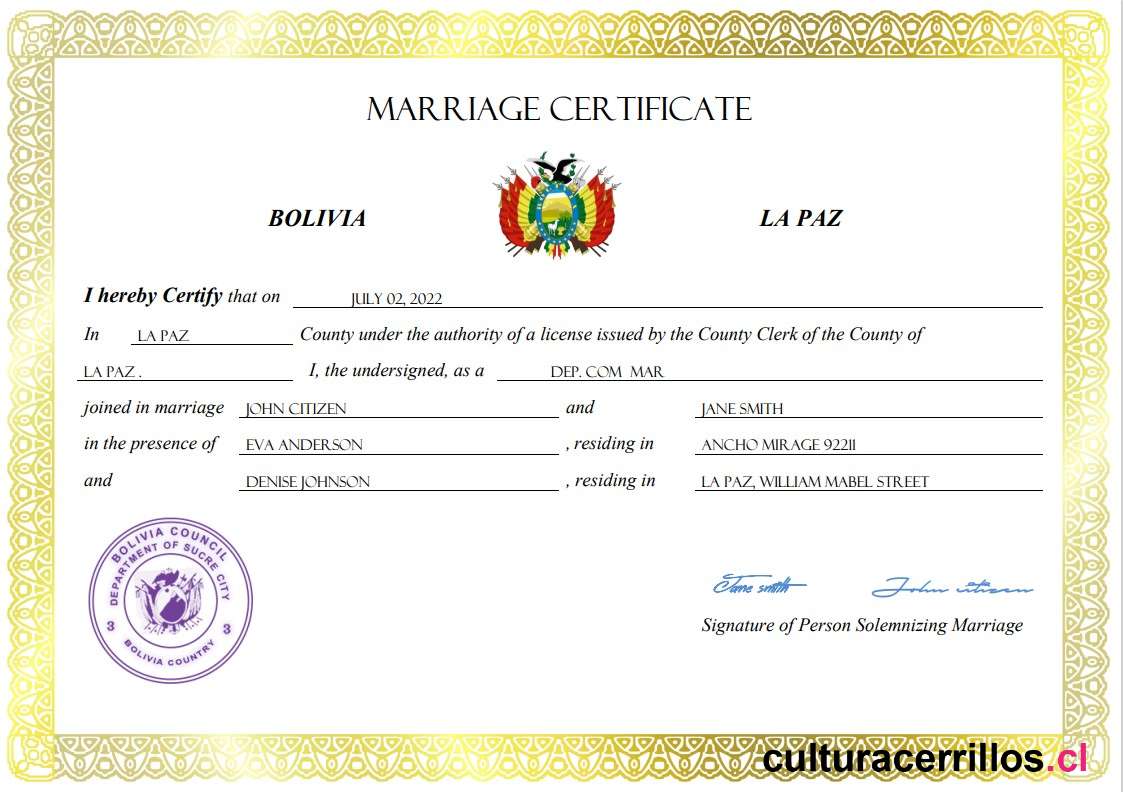 MARRIAGE CERTIFICATE
BOLIVIA LA PAZ
I hereby Certify that on JULY 02, 2022
In LA PAZ County under the authority of a license issued by the County Clerk of the County of
LA PAZ . I, the undersigned, as a DEP. COM MAR
joined in marriage JOHN CITIZEN and JANE SMITH
in the presence of EVA ANDERSON , residing in ANCHO MIRAGE 92211
and DENISE JOHNSON , residing in LA PAZ, WILLIAM MABEL STREET
BOLIVIA COUNCIL
DEPARTMENT OF SUCRE CITY
3 3
BOLIVIA COUNTRY
Jane smith John citizen
Signature of Person Solemnizing Marriage
culturacerrillos.cl